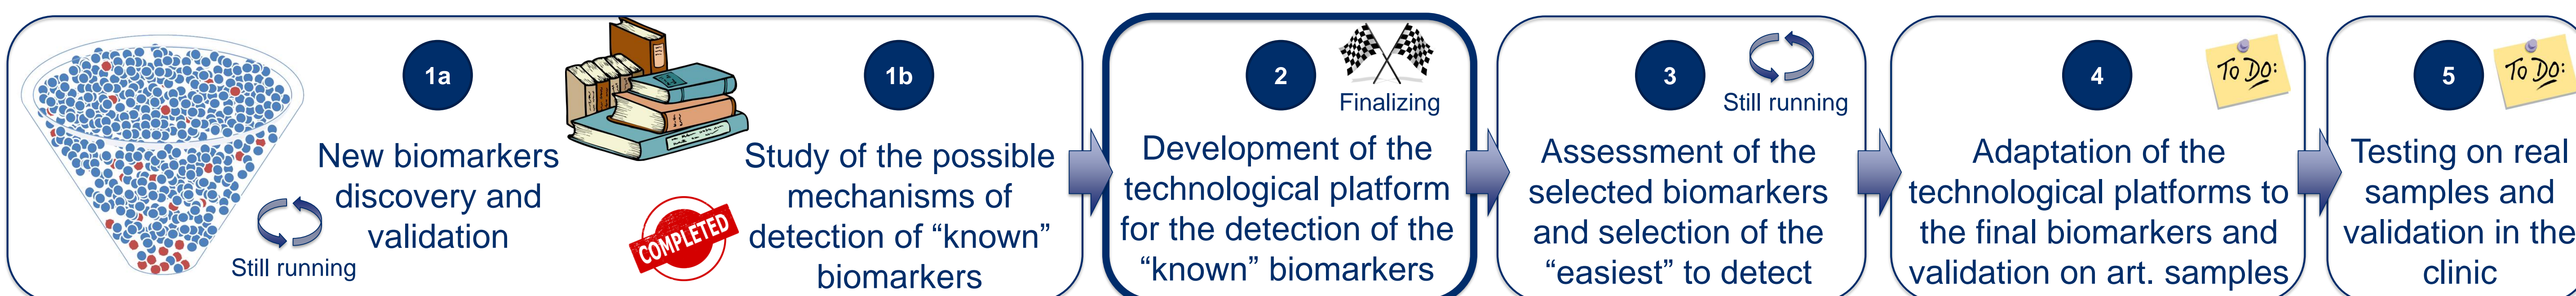 1a
New biomarkers
discovery and
validation
Still running
1b
Study of the possible
mechanisms of
detection of “known”
biomarkers
COMPLETED
2
Finalizing
Development of the
technological platform
for the detection of the
“known” biomarkers
3
Still running
Assessment of the
selected biomarkers
and selection of the
“easiest” to detect
4
TO DO:
Adaptation of the
technological platforms to
the final biomarkers and
validation on art. samples
5
TO DO:
Testing on real
samples and
validation in the
clinic